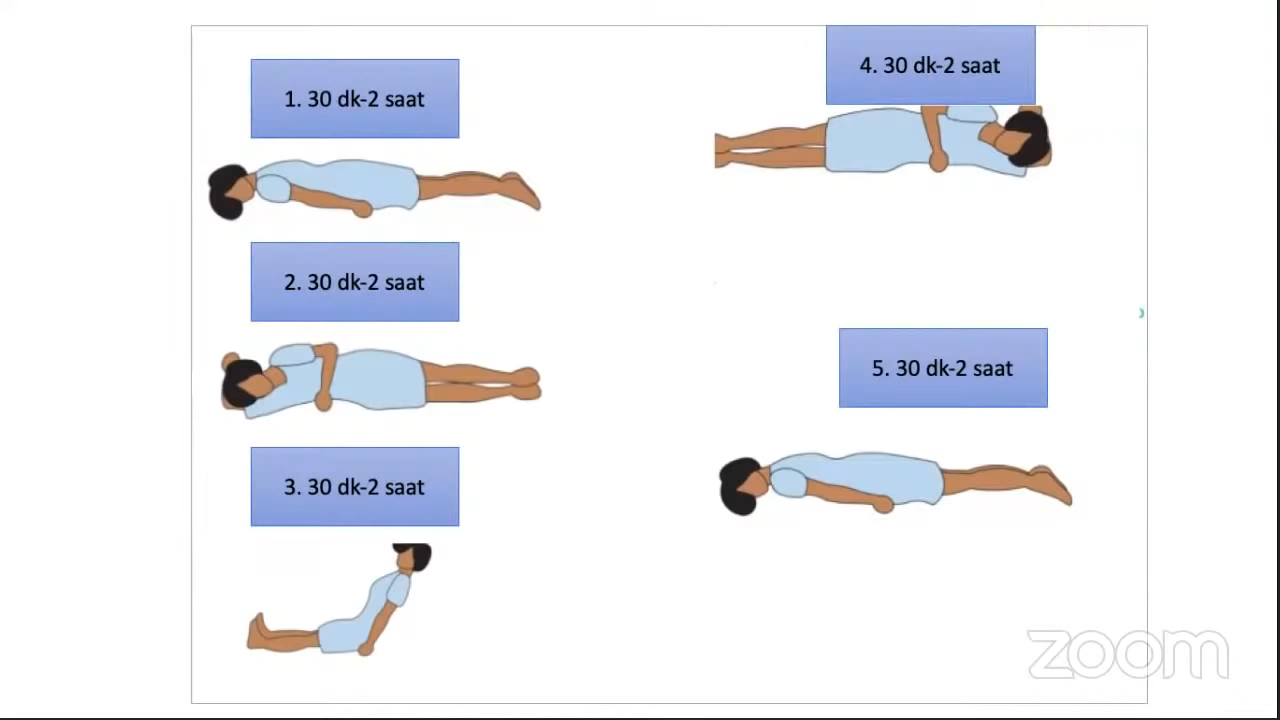 1. 30 dk-2 saat
2. 30 dk-2 saat
3. 30 dk-2 saat
4. 30 dk-2 saat
5. 30 dk-2 saat
zoom